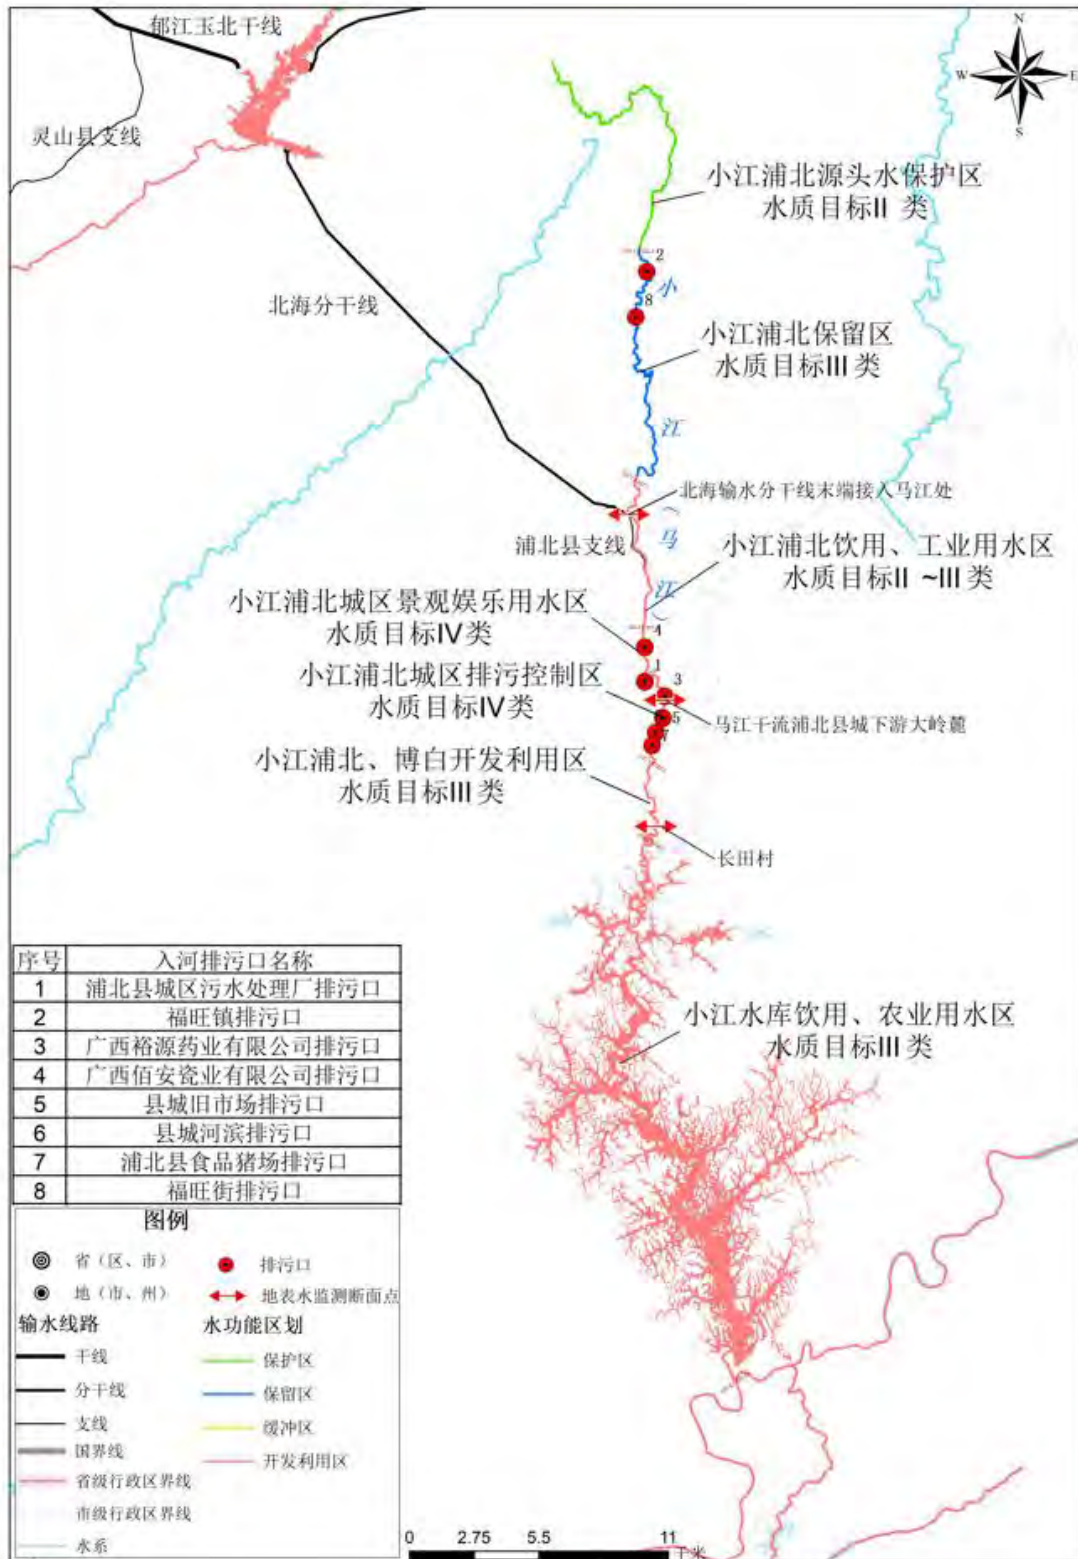 郁江玉北干线
N
W
E
S
灵山县支线
小江浦北源头水保护区
水质目标II 类
2
小
北海分干线
8
小江浦北保留区
水质目标III 类
江
北海输水分干线末端接入马江处
（马江）
浦北县支线
小江浦北饮用、工业用水区
水质目标II ~III 类
小江浦北城区景观娱乐用水区
水质目标IV 类
4
1
小江浦北城区排污控制区
水质目标IV 类
3
5
马江干流浦北县城下游大岭麓
7
小江浦北、博白开发利用区
水质目标III 类
长田村
序号 入河排污口名称
1 浦北县城区污水处理厂排污口
2 福旺镇排污口
3 广西裕源药业有限公司排污口
4 广西佰安瓷业有限公司排污口
5 县城旧市场排污口
6 县城河滨排污口
7 浦北县食品猪场排污口
8 福旺街排污口
小江水库饮用、农业用水区
水质目标III 类
图例
省（区、市） 排污口
地（市、州） 地表水监测断面点
输水线路 水功能区划
干线 保护区
分干线 保留区
支线 缓冲区
国界线
开发利用区
省级行政区界线
市级行政区界线
水系
0 2.75 5.5 11
千米